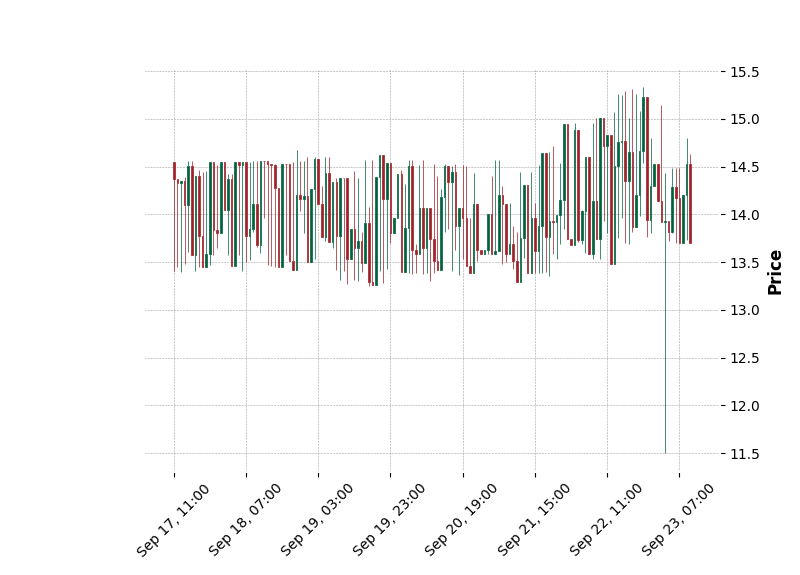 15.5
15.0
14.5
14.0
13.5
13.0
12.5
12.0
11.5
Price
Sep 17, 11:00
Sep 18, 07:00
Sep 19, 03:00
Sep 19, 23:00
Sep 20, 19:00
Sep 21, 15:00
Sep 22, 11:00
Sep 23, 07:00